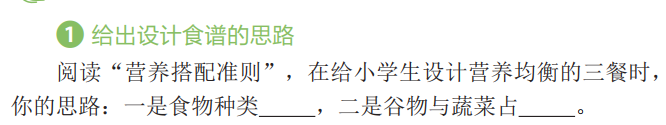 1 给出设计食谱的思路
阅读“营养搭配准则”，在给小学生设计营养均衡的三餐时，
你的思路：一是食物种类_____，二是谷物与蔬菜占_____。